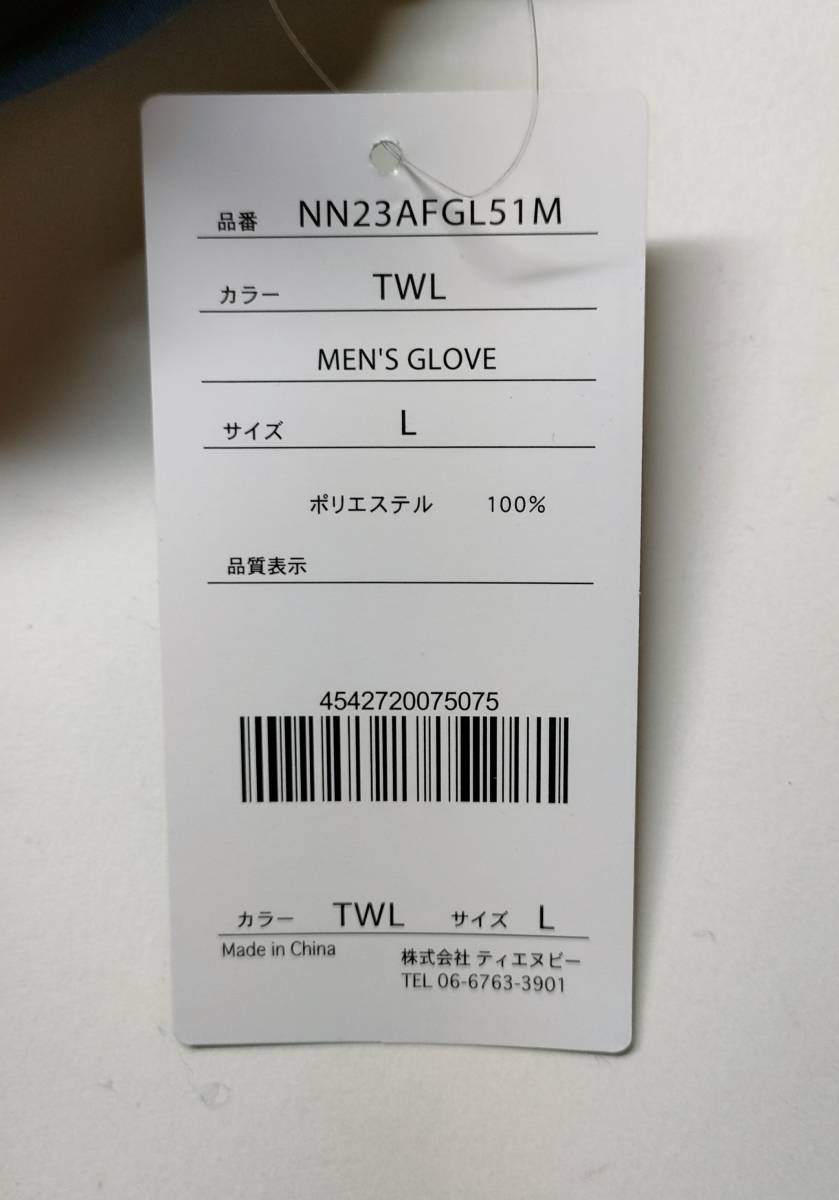 品番 NN23AFGL51M
カラー TWL
MEN'S GLOVE
サイズ L
ポリエステル 100%
品質表示
4542720075075
カラー TWL サイズ L
Made in China 株式会社 ティエヌビー
TEL 06-6763-3901